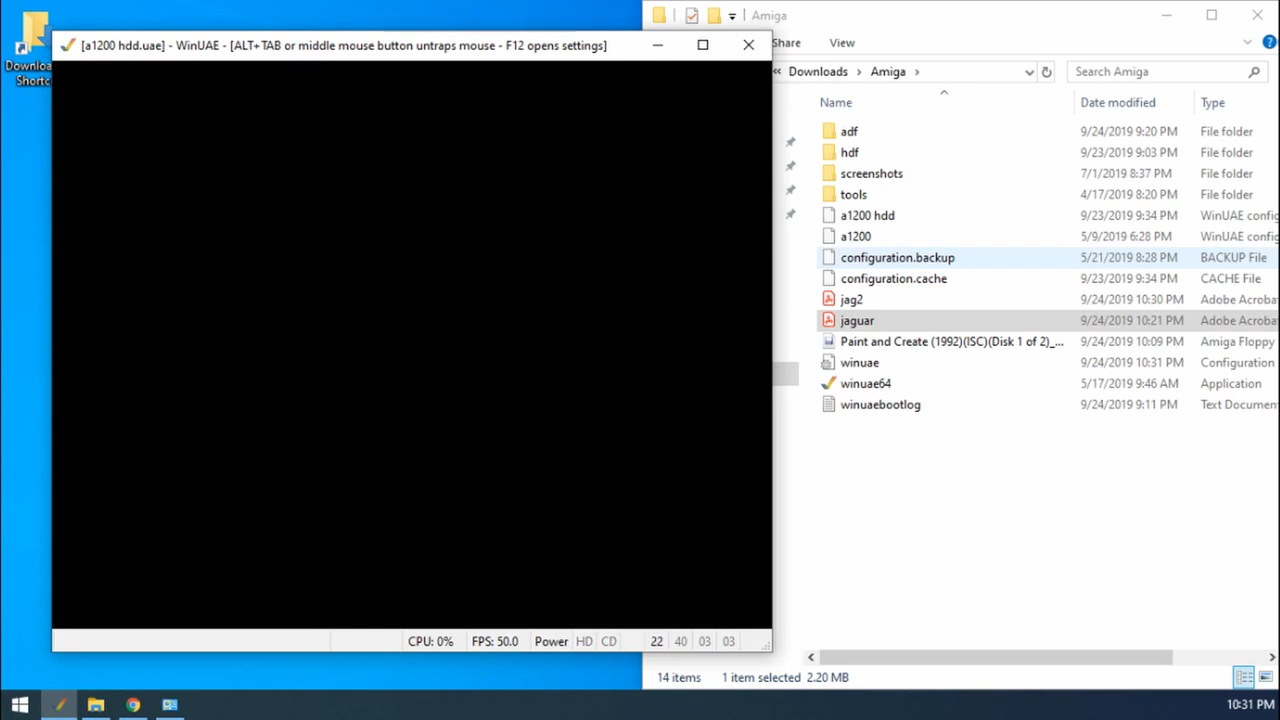 Amiga
[a1200 hdd.uae] - WinUAE - [ALT+TAB or middle mouse button untraps mouse - F12 opens settings]
Share View
Downloa
Shortc
« Downloads > Amiga >
Search Amiga
Name Date modified Type
adf 9/24/2019 9:20 PM File folder
hdf 9/23/2019 9:03 PM File folder
screenshots 7/1/2019 8:37 PM File folder
tools 4/17/2019 8:20 PM File folder
a1200 hdd 9/23/2019 9:34 PM WinUAE config
a1200 5/9/2019 6:28 PM WinUAE config
configuration.backup 5/21/2019 8:28 PM BACKUP File
configuration.cache 9/23/2019 9:34 PM CACHE File
jag2 9/24/2019 10:30 PM Adobe Acroba
jaguar 9/24/2019 10:21 PM Adobe Acroba
Paint and Create (1992)(ISC)(Disk 1 of 2)_... 9/24/2019 10:09 PM Amiga Floppy
winuae 9/24/2019 10:31 PM Configuration
winuae64 5/17/2019 9:46 AM Application
winuaebootlog 9/24/2019 9:11 PM Text Documen
CPU: 0% FPS: 50.0 Power HD CD 22 40 03 03
14 items 1 item selected 2.20 MB
10:31 PM